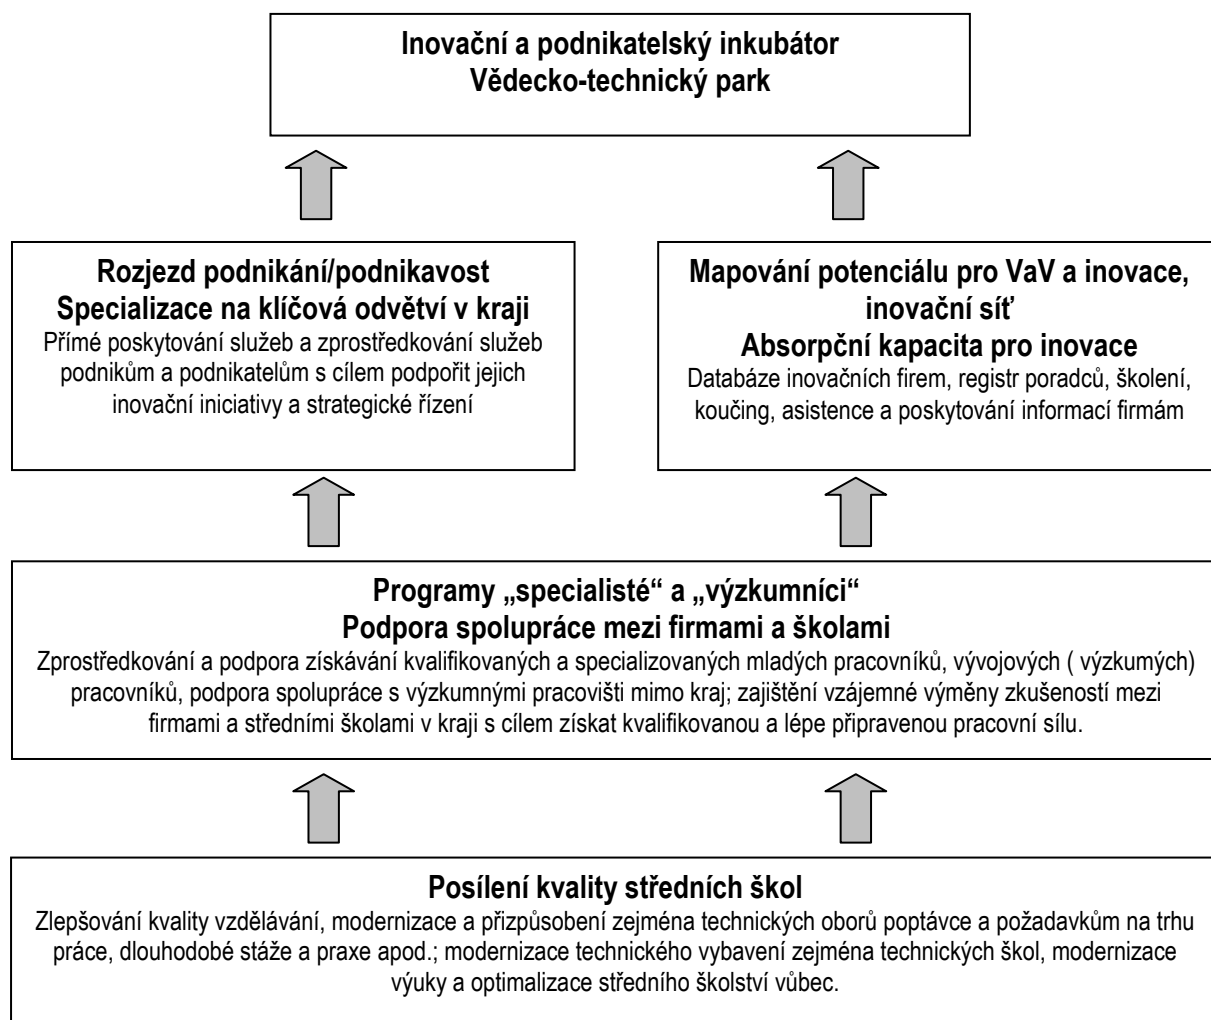 Inovační a podnikatelský inkubátor
Vědecko-technický park
Rozjezd podnikání/podnikavost
Specializace na klíčová odvětví v kraji
Přímé poskytování služeb a zprostředkování služeb
podnikům a podnikatelům s cílem podpořit jejich
inovační iniciativy a strategické řízení
Mapování potenciálu pro VaV a inovace,
inovační síť
Absorpční kapacita pro inovace
Databáze inovačních firem, registr poradců, školení,
koučing, asistence a poskytování informací firmám
Programy „specialisté“ a „výzkumníci“
Podpora spolupráce mezi firmami a školami
Zprostředkování a podpora získávání kvalifikovaných a specializovaných mladých pracovníků, vývojových ( výzkumých)
pracovníků, podpora spolupráce s výzkumnými pracovišti mimo kraj; zajištění vzájemné výměny zkušeností mezi
firmami a středními školami v kraji s cílem získat kvalifikovanou a lépe připravenou pracovní sílu.
Posílení kvality středních škol
Zlepšování kvality vzdělávání, modernizace a přizpůsobení zejména technických oborů poptávce a požadavkům na trhu
práce, dlouhodobé stáže a praxe apod.; modernizace technického vybavení zejména technických škol, modernizace
výuky a optimalizace středního školství vůbec.